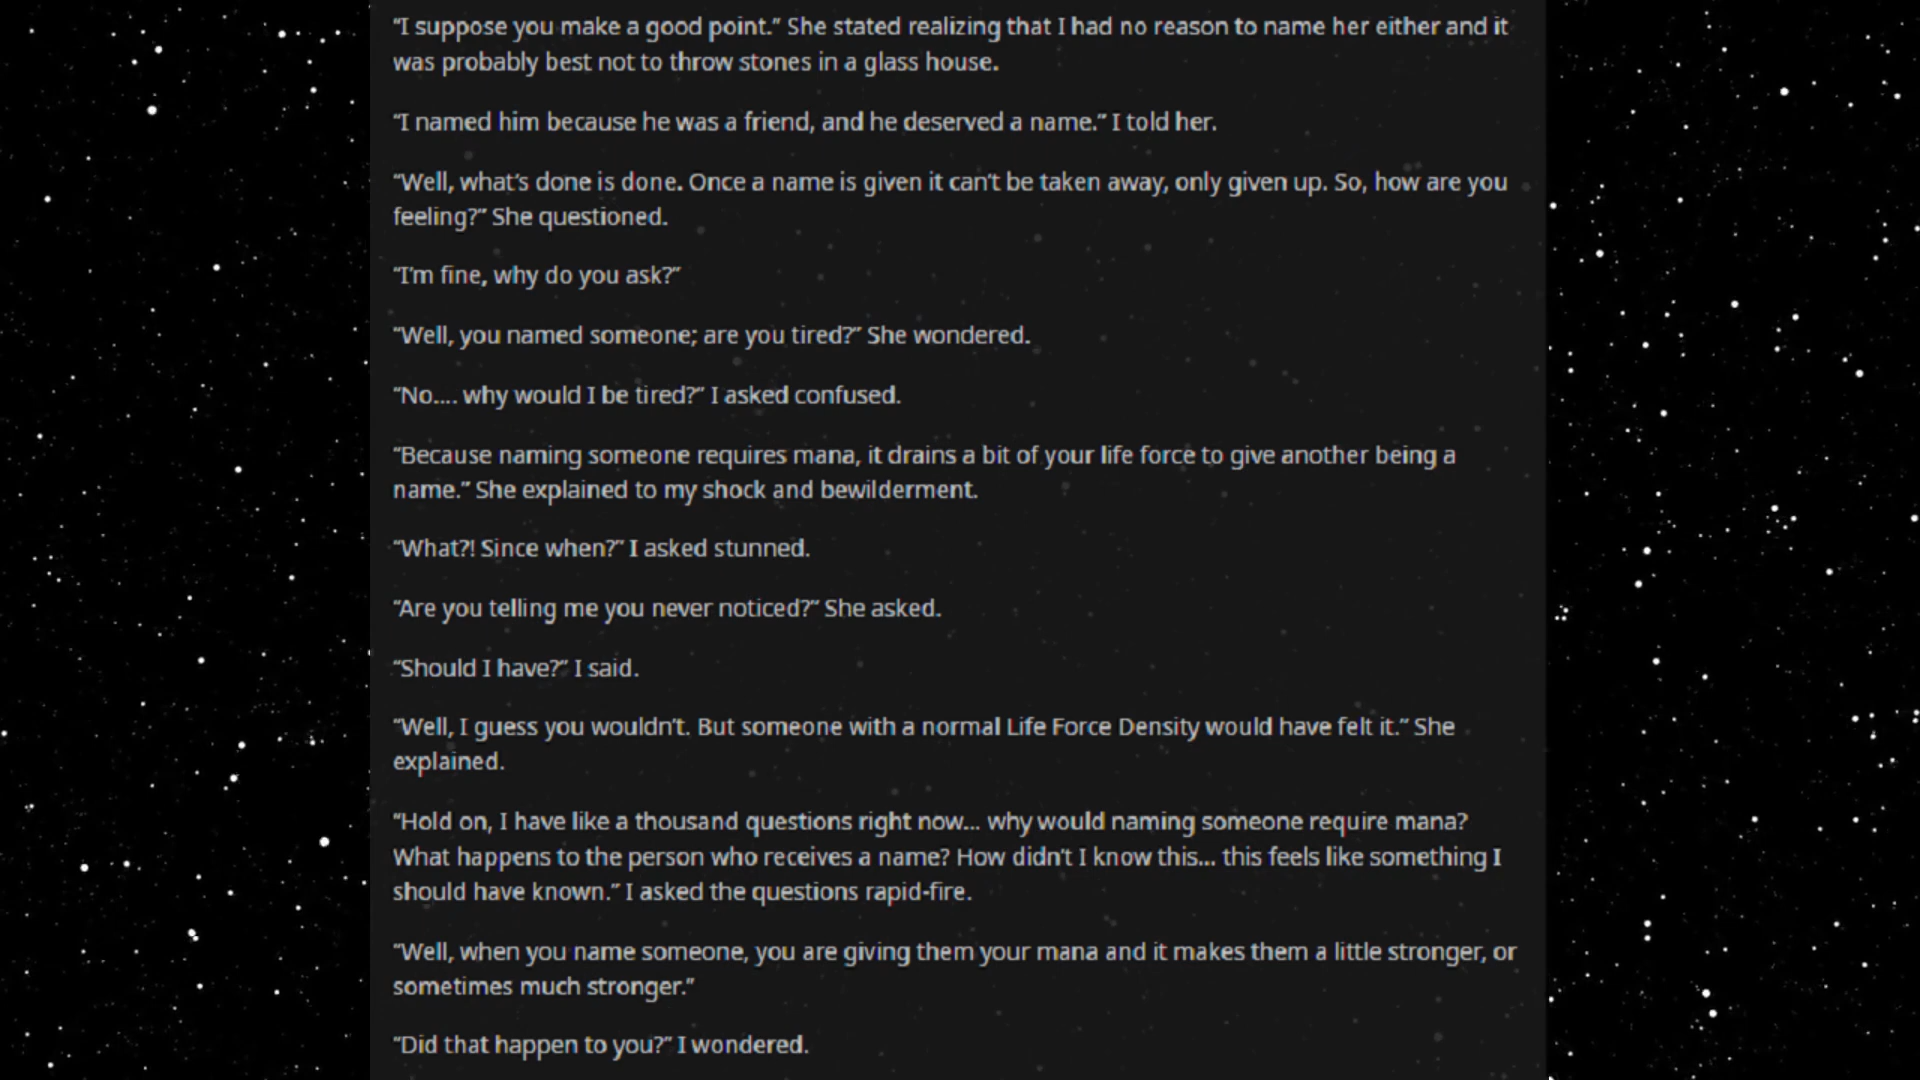 “I suppose you make a good point.” She stated realizing that I had no reason to name her either and it
was probably best not to throw stones in a glass house.
“I named him because he was a friend, and he deserved a name.” I told her.
“Well, what’s done is done. Once a name is given it can’t be taken away, only given up. So, how are you
feeling?” She questioned.
“I’m fine, why do you ask?”
“Well, you named someone; are you tired?” She wondered.
“No.... why would I be tired?” I asked confused.
“Because naming someone requires mana, it drains a bit of your life force to give another being a
name.” She explained to my shock and bewilderment.
“What?! Since when?” I asked stunned.
“Are you telling me you never noticed?” She asked.
“Should I have?” I said.
“Well, I guess you wouldn’t. But someone with a normal Life Force Density would have felt it.” She
explained.
“Hold on, I have like a thousand questions right now... why would naming someone require mana?
What happens to the person who receives a name? How didn’t I know this... this feels like something I
should have known.” I asked the questions rapid-fire.
“Well, when you name someone, you are giving them your mana and it makes them a little stronger, or
sometimes much stronger.”
“Did that happen to you?” I wondered.